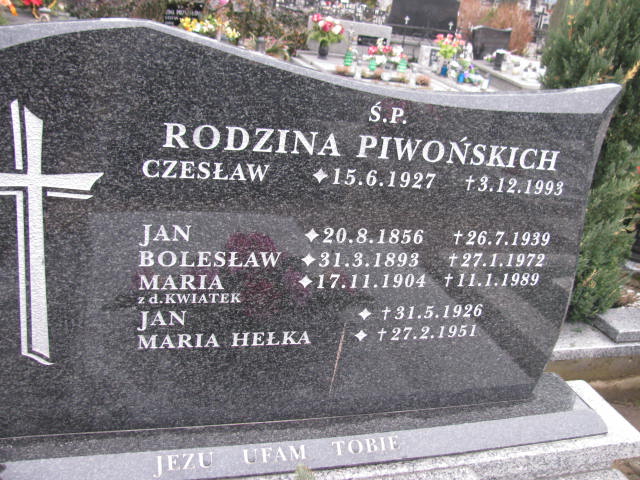 Ś.P.
RODZINA PIWOŃSKICH
CZESŁAW ✦15.6.1927 †3.12.1993
JAN ✦20.8.1856 †26.7.1939
BOLESŁAW ✦31.3.1893 †27.1.1972
MARIA ✦17.11.1904 †11.1.1989
z d. KWIATEK
JAN ✦ †31.5.1926
MARIA HEŁKA ✦ †27.2.1951
JEZU UFAM TOBIE